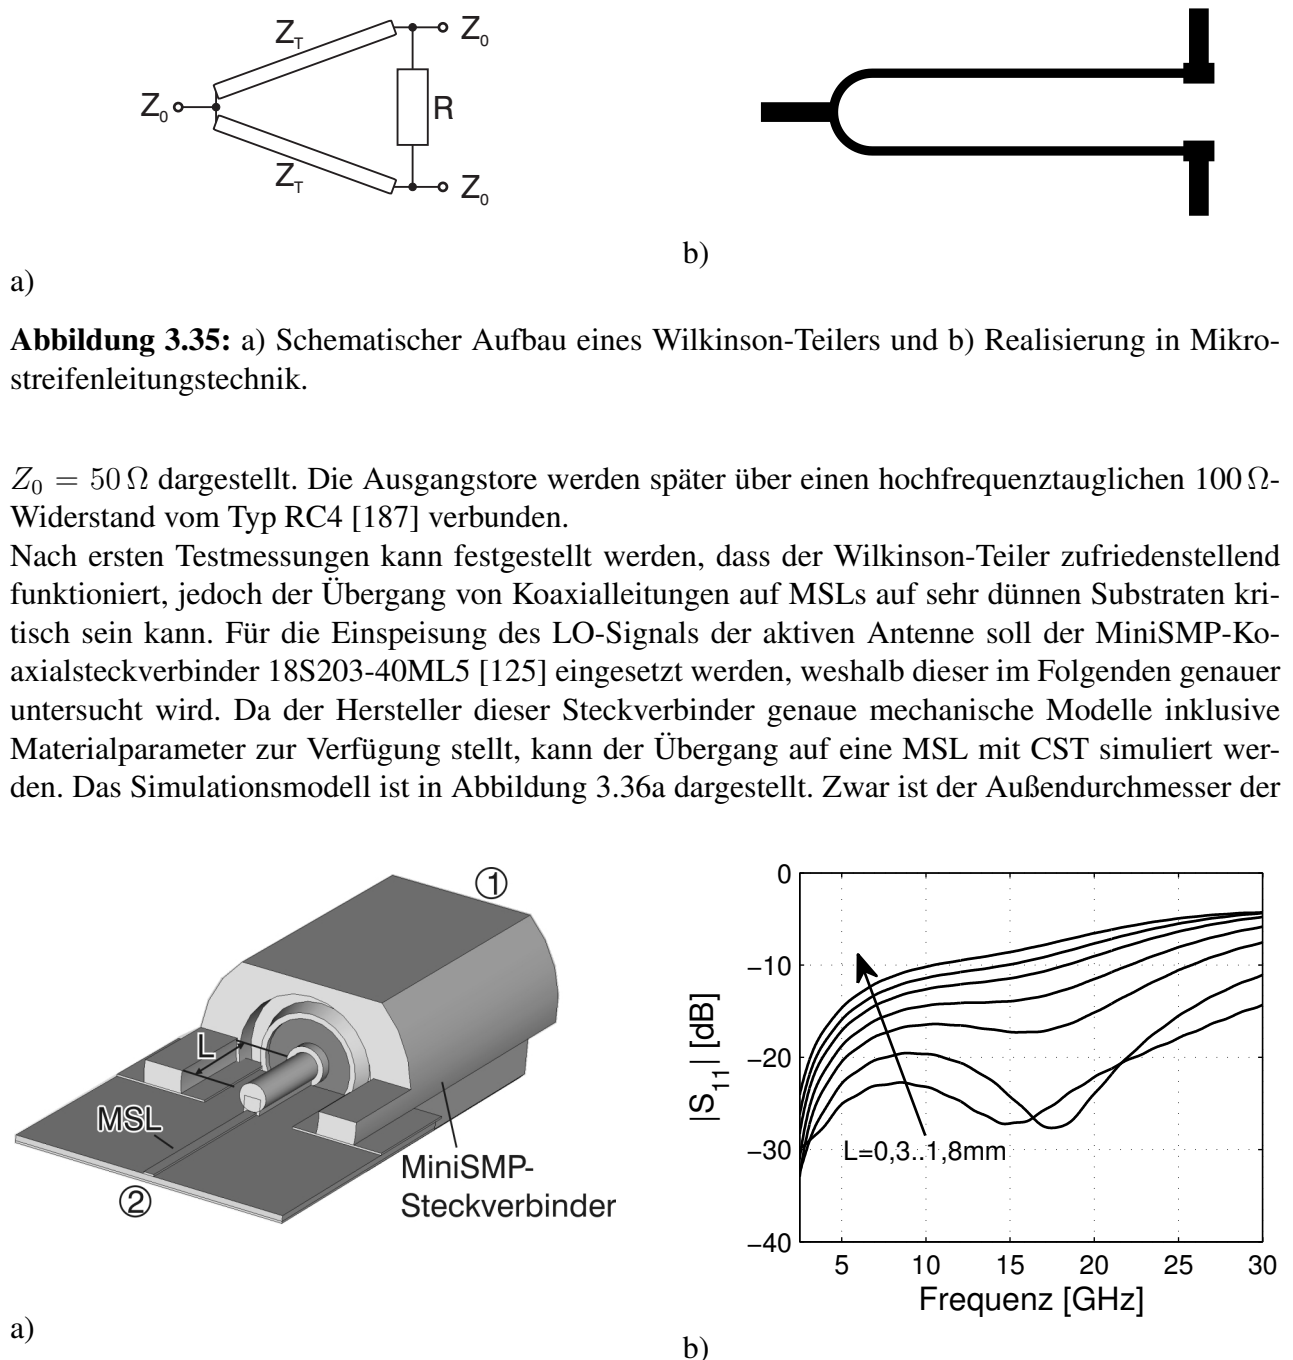 Z_T
Z_0
Z_0
R
Z_T
Z_0
a)
b)
Abbildung 3.35: a) Schematischer Aufbau eines Wilkinson-Teilers und b) Realisierung in Mikro-
streifenleitungstechnik.
Z_0 = 50 Ω dargestellt. Die Ausgangstore werden später über einen hochfrequenztauglichen 100 Ω-
Widerstand vom Typ RC4 [187] verbunden.
Nach ersten Testmessungen kann festgestellt werden, dass der Wilkinson-Teiler zufriedenstellend
funktioniert, jedoch der Übergang von Koaxialleitungen auf MSLs auf sehr dünnen Substraten kri-
tisch sein kann. Für die Einspeisung des LO-Signals der aktiven Antenne soll der MiniSMP-Ko-
axialsteckverbinder 18S203-40ML5 [125] eingesetzt werden, weshalb dieser im Folgenden genauer
untersucht wird. Da der Hersteller dieser Steckverbinder genaue mechanische Modelle inklusive
Materialparameter zur Verfügung stellt, kann der Übergang auf eine MSL mit CST simuliert wer-
den. Das Simulationsmodell ist in Abbildung 3.36a dargestellt. Zwar ist der Außendurchmesser der
①
L
MSL
②
MiniSMP-
Steckverbinder
a)
0
−10
−20
−30
−40
|S_11| [dB]
L=0,3..1,8mm
5 10 15 20 25 30
Frequenz [GHz]
b)